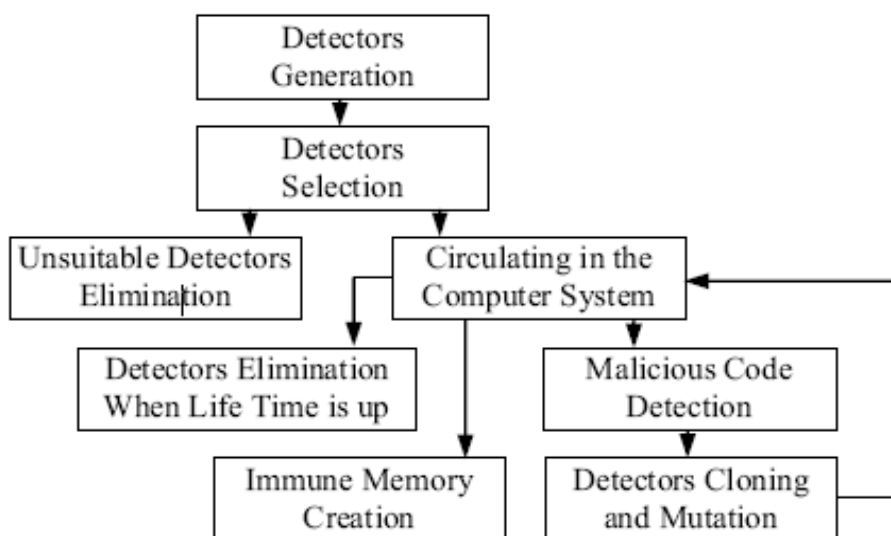 Detectors
Generation
Detectors
Selection
Unsuitable Detectors
Elimination
Circulating in the
Computer System
Detectors Elimination
When Life Time is up
Malicious Code
Detection
Immune Memory
Creation
Detectors Cloning
and Mutation